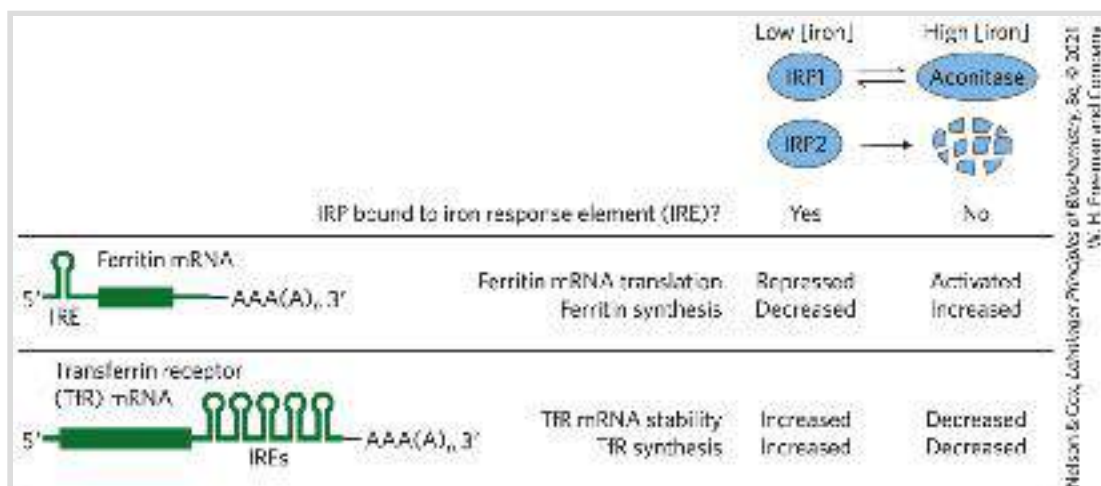 Low [iron] High [iron]
IRP1 Aconitase
IRP2
IRP bound to iron response element (IRE)? Yes No
Ferritin mRNA
5′ AAA(A)n 3′
IRE
Ferritin mRNA translation Repressed Activated
Ferritin synthesis Decreased Increased
Transferrin receptor
(TfR) mRNA
5′ AAA(A)n 3′
IREs
TfR mRNA stability Increased Decreased
TfR synthesis Increased Decreased
Nelson & Cox, Lehninger Principles of Biochemistry, 8e, © 2021
W. H. Freeman and Company